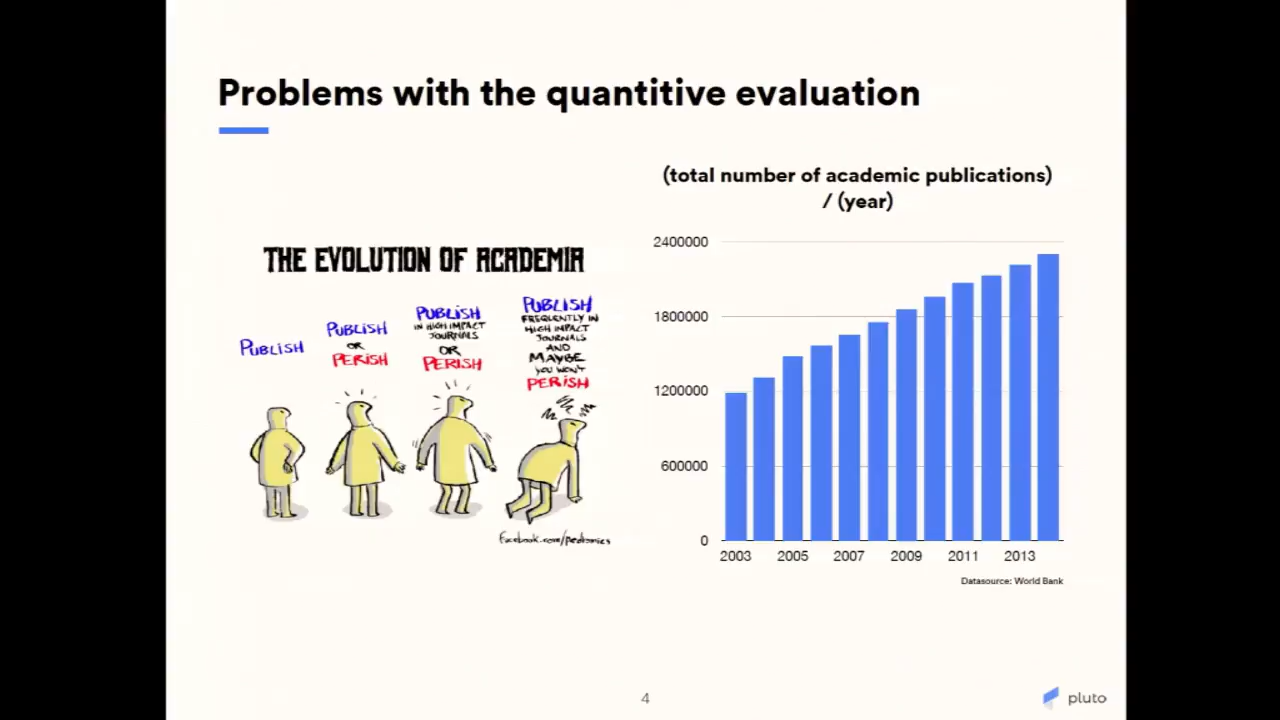 Problems with the quantitive evaluation
(total number of academic publications)
/ (year)
THE EVOLUTION OF ACADEMIA
PUBLISH
PUBLISH
OR
PERISH
PUBLISH
IN HIGH IMPACT
JOURNALS
OR
PERISH
PUBLISH
FREQUENTLY IN
HIGH IMPACT
JOURNALS
AND
MAYBE
YOU WON'T
PERISH
facebook.com/pedromics
2400000
1800000
1200000
600000
0
2003
2005
2007
2009
2011
2013
Datasource: World Bank
4
pluto